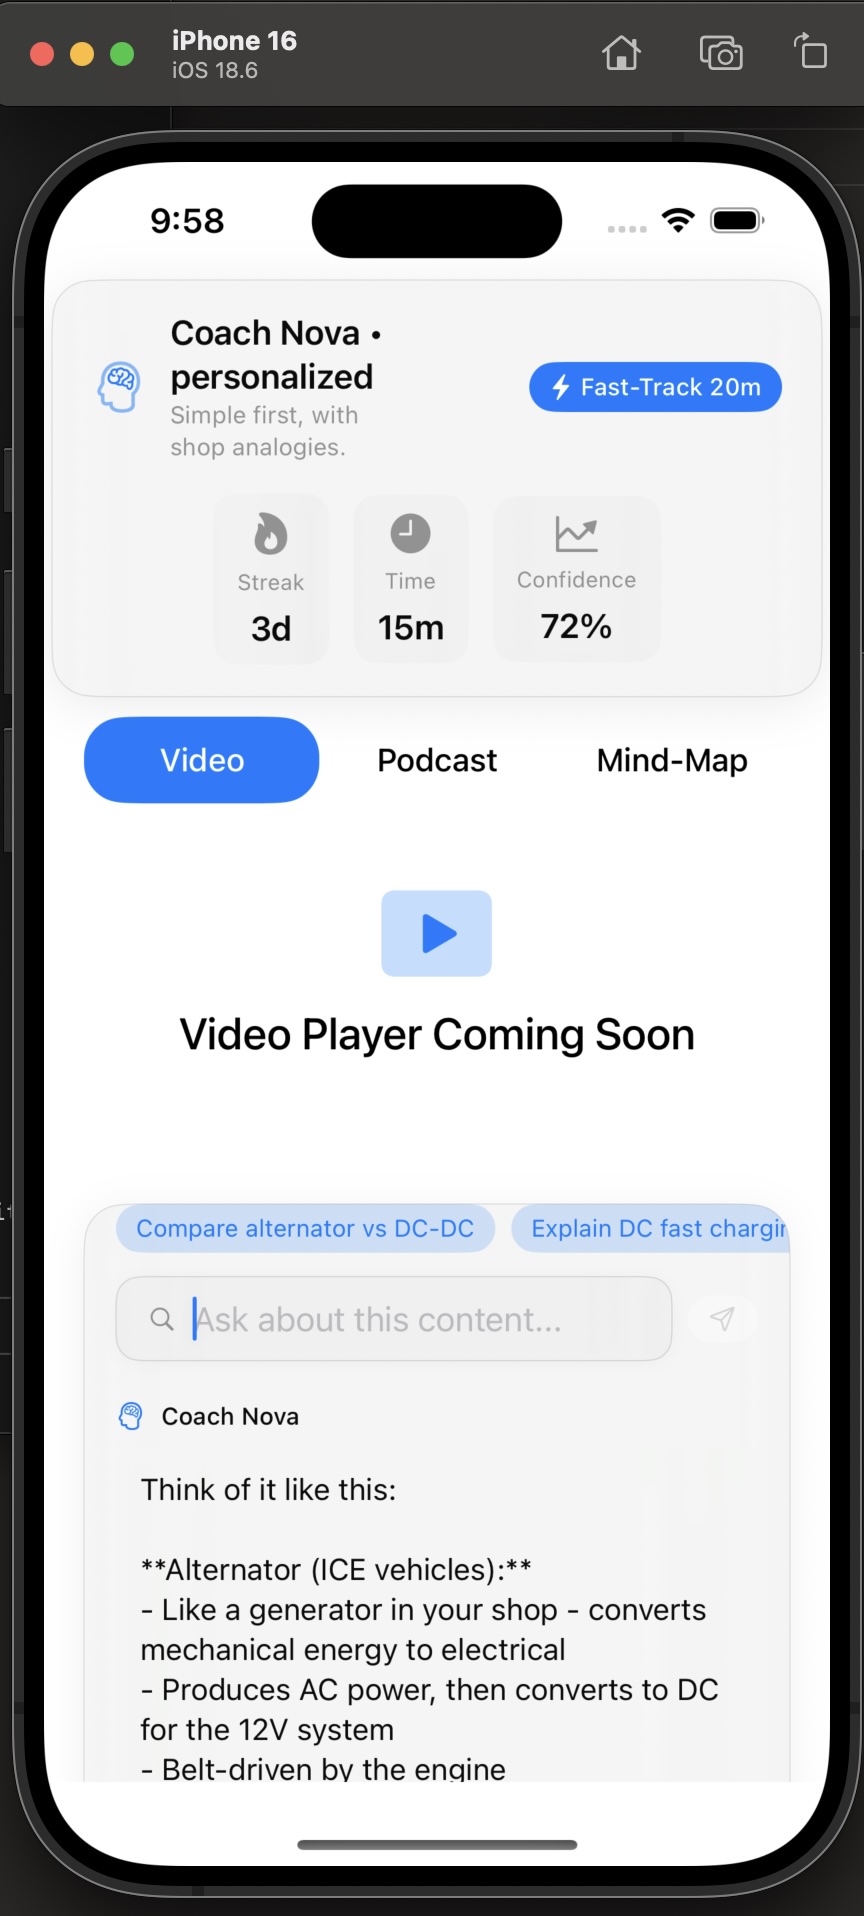 iPhone 16
iOS 18.6
9:58
Coach Nova •
personalized
Simple first, with
shop analogies.
Fast-Track 20m
Streak
3d
Time
15m
Confidence
72%
Video
Podcast
Mind-Map
Video Player Coming Soon
Compare alternator vs DC-DC
Explain DC fast chargin
Ask about this content...
Coach Nova
Think of it like this:
**Alternator (ICE vehicles):**
- Like a generator in your shop - converts
mechanical energy to electrical
- Produces AC power, then converts to DC
for the 12V system
- Belt-driven by the engine